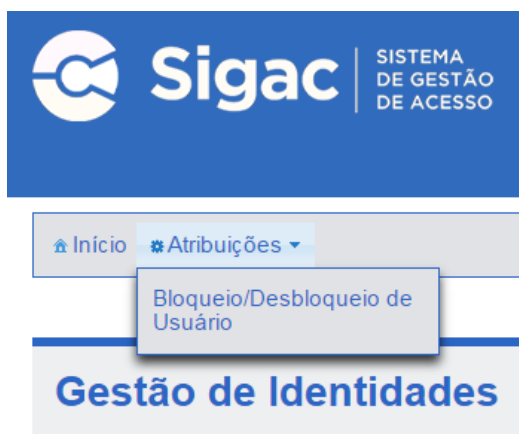 Sigac
SISTEMA
DE GESTÃO
DE ACESSO
Início
Atribuições
Bloqueio/Desbloqueio de
Usuário
Gestão de Identidades